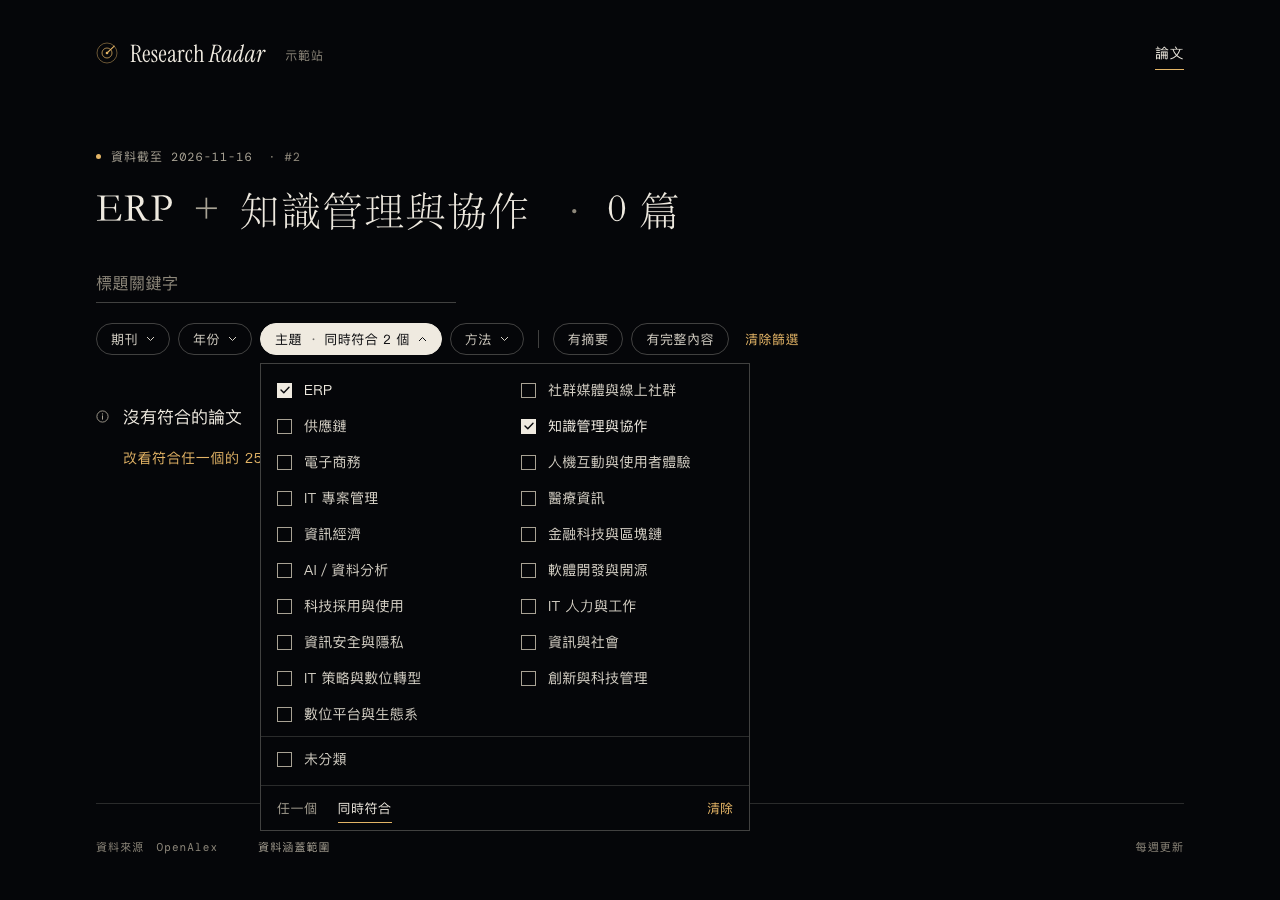 Research Radar 示範站
論文
資料截至 2026-11-16 · #2
ERP + 知識管理與協作 · 0 篇
標題關鍵字
期刊 年份 主題 · 同時符合 2 個 方法 有摘要 有完整內容 清除篩選
沒有符合的論文
改看符合任一個的 25
ERP
供應鏈
電子商務
IT 專案管理
資訊經濟
AI / 資料分析
科技採用與使用
資訊安全與隱私
IT 策略與數位轉型
數位平台與生態系
社群媒體與線上社群
知識管理與協作
人機互動與使用者體驗
醫療資訊
金融科技與區塊鏈
軟體開發與開源
IT 人力與工作
資訊與社會
創新與科技管理
未分類
任一個 同時符合 清除
資料來源 OpenAlex 資料涵蓋範圍 每週更新